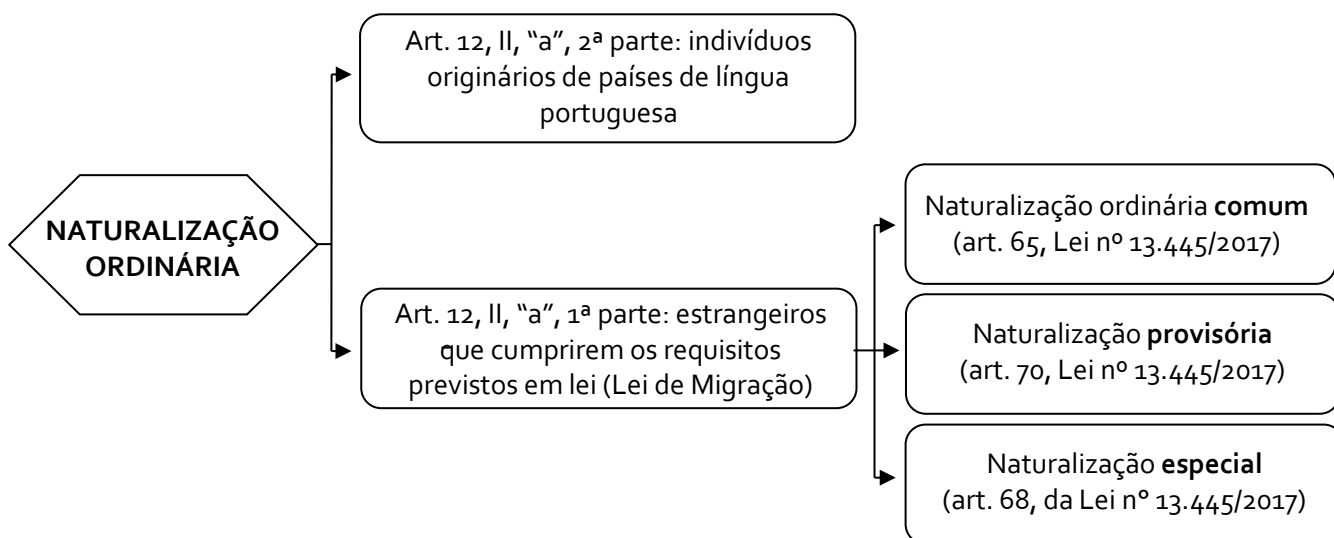 Art. 12, II, “a”, 2ª parte: indivíduos
originários de países de língua
portuguesa
NATURALIZAÇÃO
ORDINÁRIA
Art. 12, II, “a”, 1ª parte: estrangeiros
que cumprirem os requisitos
previstos em lei (Lei de Migração)
Naturalização ordinária comum
(art. 65, Lei nº 13.445/2017)
Naturalização provisória
(art. 70, Lei nº 13.445/2017)
Naturalização especial
(art. 68, da Lei n° 13.445/2017)